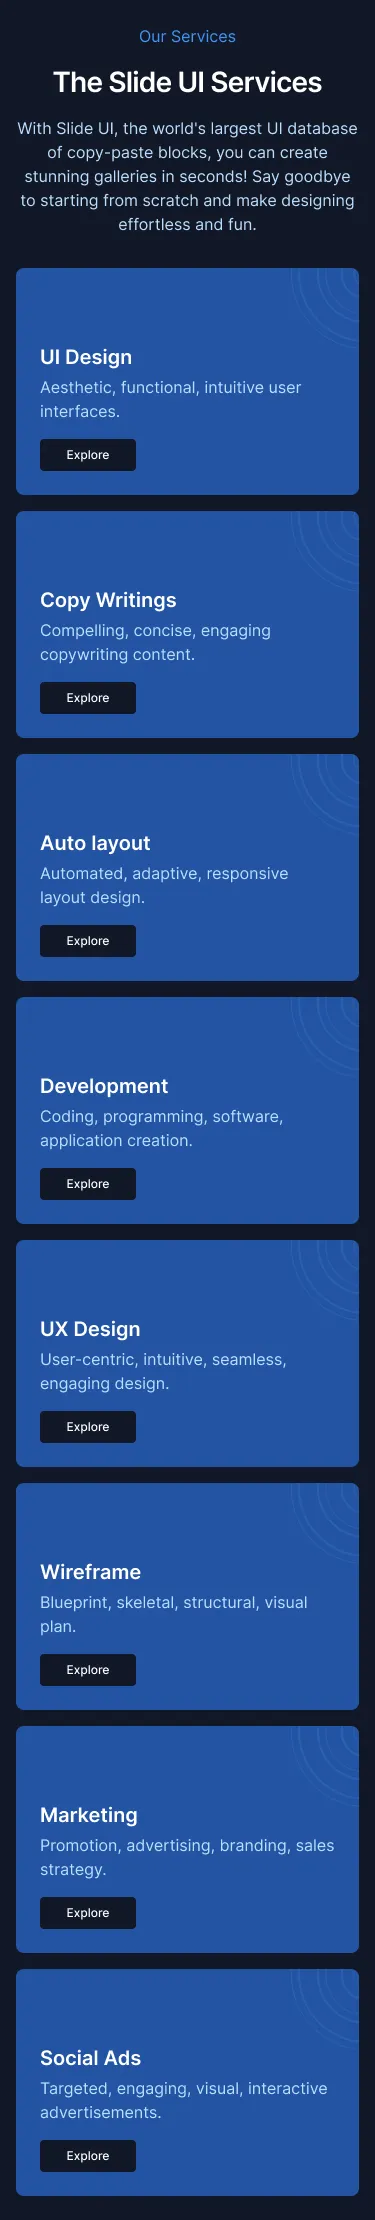 Our Services
The Slide UI Services
With Slide UI, the world's largest UI database
of copy-paste blocks, you can create
stunning galleries in seconds! Say goodbye
to starting from scratch and make designing
effortless and fun.
UI Design
Aesthetic, functional, intuitive user
interfaces.
Explore
Copy Writings
Compelling, concise, engaging
copywriting content.
Explore
Auto layout
Automated, adaptive, responsive
layout design.
Explore
Development
Coding, programming, software,
application creation.
Explore
UX Design
User-centric, intuitive, seamless,
engaging design.
Explore
Wireframe
Blueprint, skeletal, structural, visual
plan.
Explore
Marketing
Promotion, advertising, branding, sales
strategy.
Explore
Social Ads
Targeted, engaging, visual, interactive
advertisements.
Explore